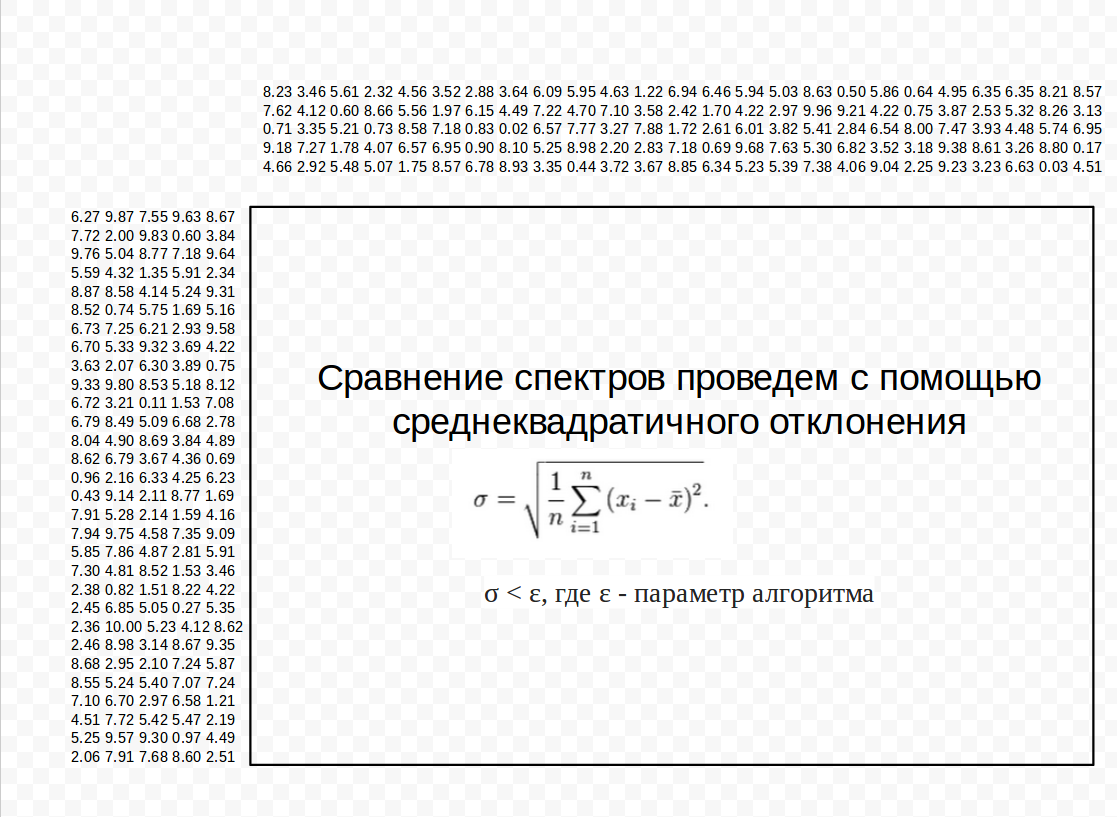 8.23 3.46 5.61 2.32 4.56 3.52 2.88 3.64 6.09 5.95 4.63 1.22 6.94 6.46 5.94 5.03 8.63 0.50 5.86 0.64 4.95 6.35 6.35 8.21 8.57
7.62 4.12 0.60 8.66 5.56 1.97 6.15 4.49 7.22 4.70 7.10 3.58 2.42 1.70 4.22 2.97 9.96 9.21 4.22 0.75 3.87 2.53 5.32 8.26 3.13
0.71 3.35 5.21 0.73 8.58 7.18 0.83 0.02 6.57 7.77 3.27 7.88 1.72 2.61 6.01 3.82 5.41 2.84 6.54 8.00 7.47 3.93 4.48 5.74 6.95
9.18 7.27 1.78 4.07 6.57 6.95 0.90 8.10 5.25 8.98 2.20 2.83 7.18 0.69 9.68 7.63 5.30 6.82 3.52 3.18 9.38 8.61 3.26 8.80 0.17
4.66 2.92 5.48 5.07 1.75 8.57 6.78 8.93 3.35 0.44 3.72 3.67 8.85 6.34 5.23 5.39 7.38 4.06 9.04 2.25 9.23 3.23 6.63 0.03 4.51
6.27 9.87 7.55 9.63 8.67
7.72 2.00 9.83 0.60 3.84
9.76 5.04 8.77 7.18 9.64
5.59 4.32 1.35 5.91 2.34
8.87 8.58 4.14 5.24 9.31
8.52 0.74 5.75 1.69 5.16
6.73 7.25 6.21 2.93 9.58
6.70 5.33 9.32 3.69 4.22
3.63 2.07 6.30 3.89 0.75
9.33 9.80 8.53 5.18 8.12
6.72 3.21 0.11 1.53 7.08
6.79 8.49 5.09 6.68 2.78
8.04 4.90 8.69 3.84 4.89
8.62 6.79 3.67 4.36 0.69
0.96 2.16 6.33 4.25 6.23
0.43 9.14 2.11 8.77 1.69
7.91 5.28 2.14 1.59 4.16
7.94 9.75 4.58 7.35 9.09
5.85 7.86 4.87 2.81 5.91
7.30 4.81 8.52 1.53 3.46
2.38 0.82 1.51 8.22 4.22
2.45 6.85 5.05 0.27 5.35
2.36 10.00 5.23 4.12 8.62
2.46 8.98 3.14 8.67 9.35
8.68 2.95 2.10 7.24 5.87
8.55 5.24 5.40 7.07 7.24
7.10 6.70 2.97 6.58 1.21
4.51 7.72 5.42 5.47 2.19
5.25 9.57 9.30 0.97 4.49
2.06 7.91 7.68 8.60 2.51
Сравнение спектров проведем с помощью
среднеквадратичного отклонения
σ = √(1/n ∑_{i=1}^{n} (x_i − x̄)²).
σ < ε, где ε - параметр алгоритма